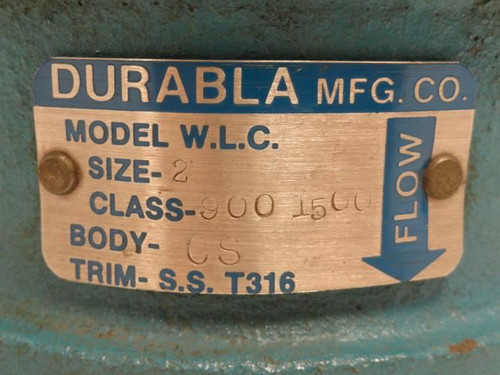 DURABLA MFG. CO.
MODEL W.L.C.
SIZE- 2
CLASS-900 1500
BODY- CS
TRIM- S.S. T316
FLOW